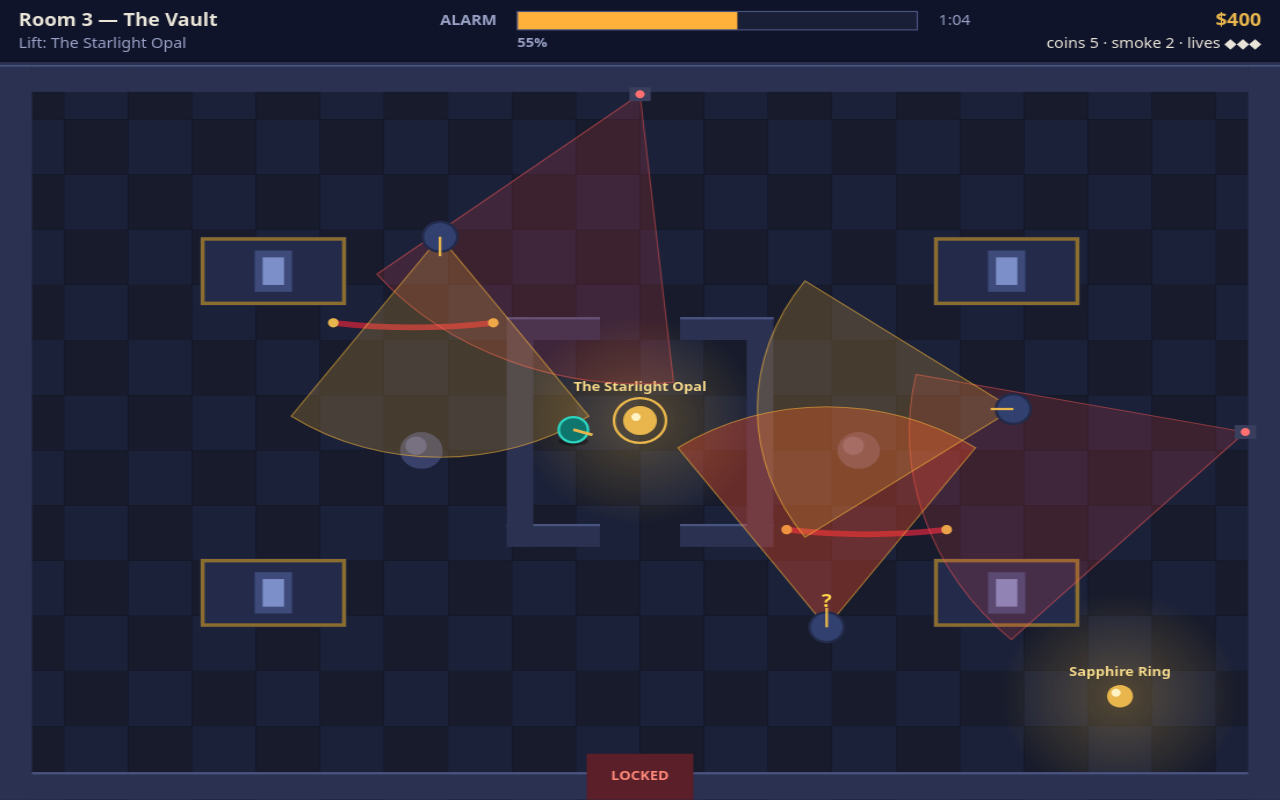 Room 3 — The Vault
Lift: The Starlight Opal
ALARM
55%
1:04
$400
coins 5 · smoke 2 · lives ◆◆◆
The Starlight Opal
?
Sapphire Ring
LOCKED